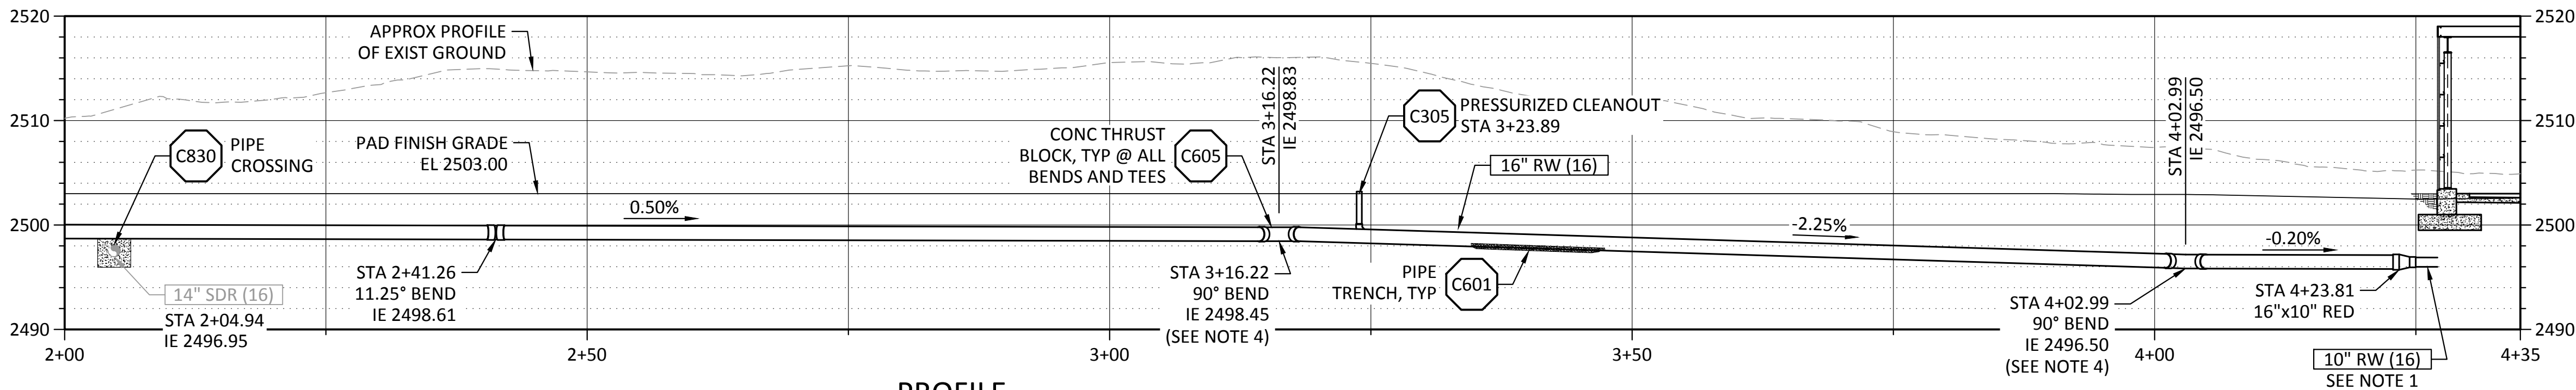 2520
2510
2500
2490
APPROX PROFILE
OF EXIST GROUND
C830
PIPE
CROSSING
PAD FINISH GRADE
EL 2503.00
0.50%
14" SDR (16)
STA 2+04.94
IE 2496.95
STA 2+41.26
11.25° BEND
IE 2498.61
CONC THRUST
BLOCK, TYP @ ALL
BENDS AND TEES
C605
STA 3+16.22
IE 2498.83
C305
PRESSURIZED CLEANOUT
STA 3+23.89
16" RW (16)
STA 3+16.22
90° BEND
IE 2498.45
(SEE NOTE 4)
PIPE
TRENCH, TYP
C601
-2.25%
STA 4+02.99
IE 2496.50
-0.20%
STA 4+02.99
90° BEND
IE 2496.50
(SEE NOTE 4)
STA 4+23.81
16"x10" RED
10" RW (16)
SEE NOTE 1
2520
2510
2500
2490
2+00
2+50
3+00
3+50
4+00
4+35
PROFILE